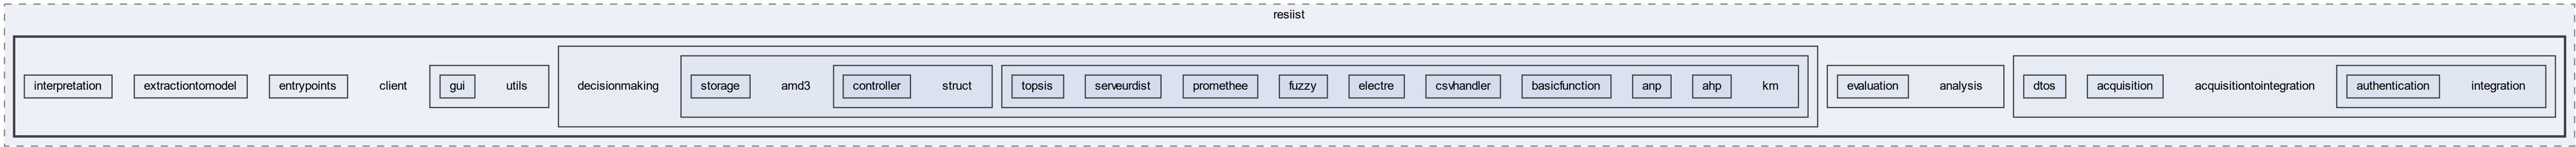 resiist
interpretation extractiontomodel entrypoints client gui utils decisionmaking storage amd3 controller struct topsis serveurdist promethee fuzzy electre csvhandler basicfunction anp ahp km evaluation analysis dtos acquisition acquisitiontointegration authentication integration